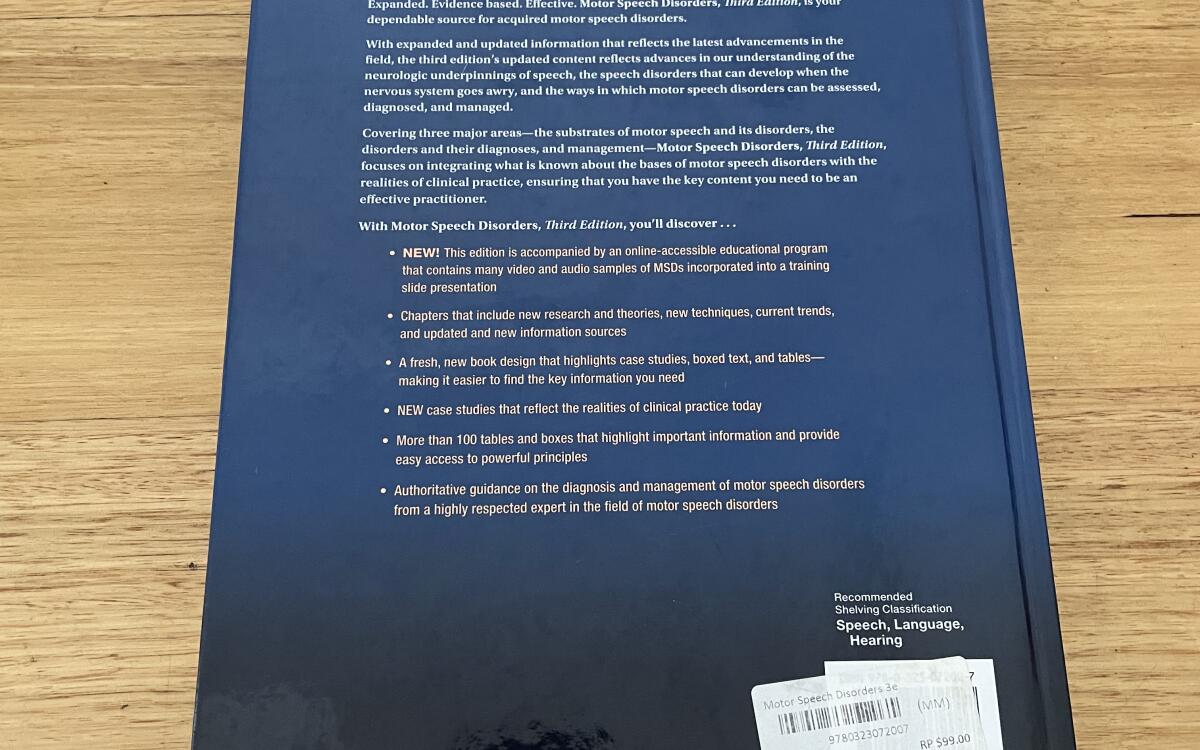 Expanded. Evidence based. Effective. Motor Speech Disorders, Third Edition, is your
dependable source for acquired motor speech disorders.
With expanded and updated information that reflects the latest advancements in the
field, the third edition's updated content reflects advances in our understanding of the
neurologic underpinnings of speech, the speech disorders that can develop when the
nervous system goes awry, and the ways in which motor speech disorders can be assessed,
diagnosed, and managed.
Covering three major areas—the substrates of motor speech and its disorders, the
disorders and their diagnoses, and management—Motor Speech Disorders, Third Edition,
focuses on integrating what is known about the bases of motor speech disorders with the
realities of clinical practice, ensuring that you have the key content you need to be an
effective practitioner.
With Motor Speech Disorders, Third Edition, you'll discover . . .
• NEW! This edition is accompanied by an online-accessible educational program
that contains many video and audio samples of MSDs incorporated into a training
slide presentation
• Chapters that include new research and theories, new techniques, current trends,
and updated and new information sources
• A fresh, new book design that highlights case studies, boxed text, and tables—
making it easier to find the key information you need
• NEW case studies that reflect the realities of clinical practice today
• More than 100 tables and boxes that highlight important information and provide
easy access to powerful principles
• Authoritative guidance on the diagnosis and management of motor speech disorders
from a highly respected expert in the field of motor speech disorders
Recommended
Shelving Classification
Speech, Language,
Hearing
7
Motor Speech Disorders 3e
(MM)
9780323072007
RP $99.00